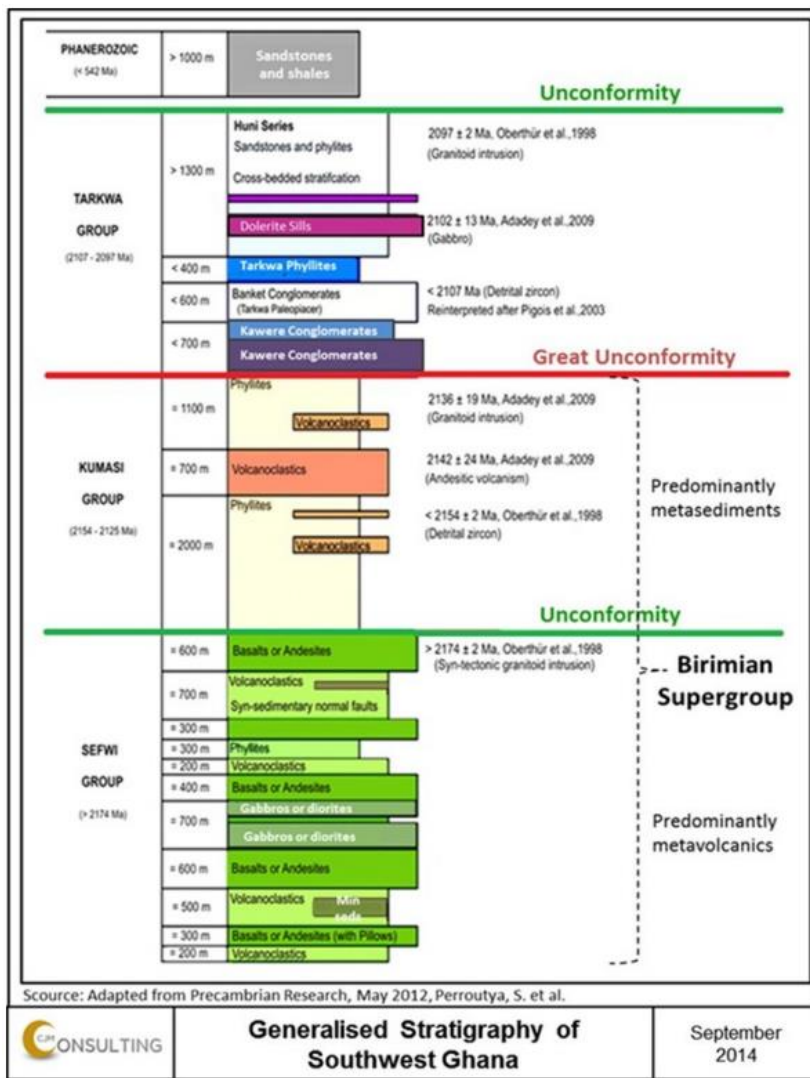 PHANEROZOIC
(< 542 Ma)
> 1000 m
Sandstones
and shales
Unconformity
TARKWA
GROUP
(2107 - 2097 Ma)
> 1300 m
Huni Series
Sandstones and phylites
Cross-bedded stratifcation
2097 ± 2 Ma, Oberthür et al.,1998
(Granitoid intrusion)
Dolerite Sills
2102 ± 13 Ma, Adadey et al.,2009
(Gabbro)
< 400 m
Tarkwa Phyllites
< 600 m
Banket Conglomerates
(Tarkwa Paleopiacer)
< 2107 Ma (Detrital zircon)
Reinterpreted after Pigois et al.,2003
< 700 m
Kawere Conglomerates
Kawere Conglomerates
Great Unconformity
KUMASI
GROUP
(2154 - 2125 Ma)
= 1100 m
Phyllites
Volcanoclastics
2136 ± 19 Ma, Adadey et al.,2009
(Granitoid intrusion)
= 700 m
Volcanoclastics
2142 ± 24 Ma, Adadey et al.,2009
(Andesitic volcanism)
= 2000 m
Phyllites
Volcanoclastics
< 2154 ± 2 Ma, Oberthür et al.,1998
(Detrital zircon)
Predominantly
metasediments
Unconformity
SEFWI
GROUP
(> 2174 Ma)
= 600 m
Basalts or Andesites
> 2174 ± 2 Ma, Oberthür et al.,1998
(Syn-tectonic granitoid intrusion)
Birimian
Supergroup
= 700 m
Volcanoclastics
Syn-sedimentary normal faults
= 300 m
= 300 m
Phyllites
= 200 m
Volcanoclastics
= 400 m
Basalts or Andesites
= 700 m
Gabbros or diorites
Gabbros or diorites
Predominantly
metavolcanics
= 600 m
Basalts or Andesites
= 500 m
Volcanoclastics
Min
seds
= 300 m
Basalts or Andesites (with Pillows)
= 200 m
Volcanoclastics
Scource: Adapted from Precambrian Research, May 2012, Perroutya, S. et al.
CJM
CONSULTING
Generalised Stratigraphy of
Southwest Ghana
September
2014